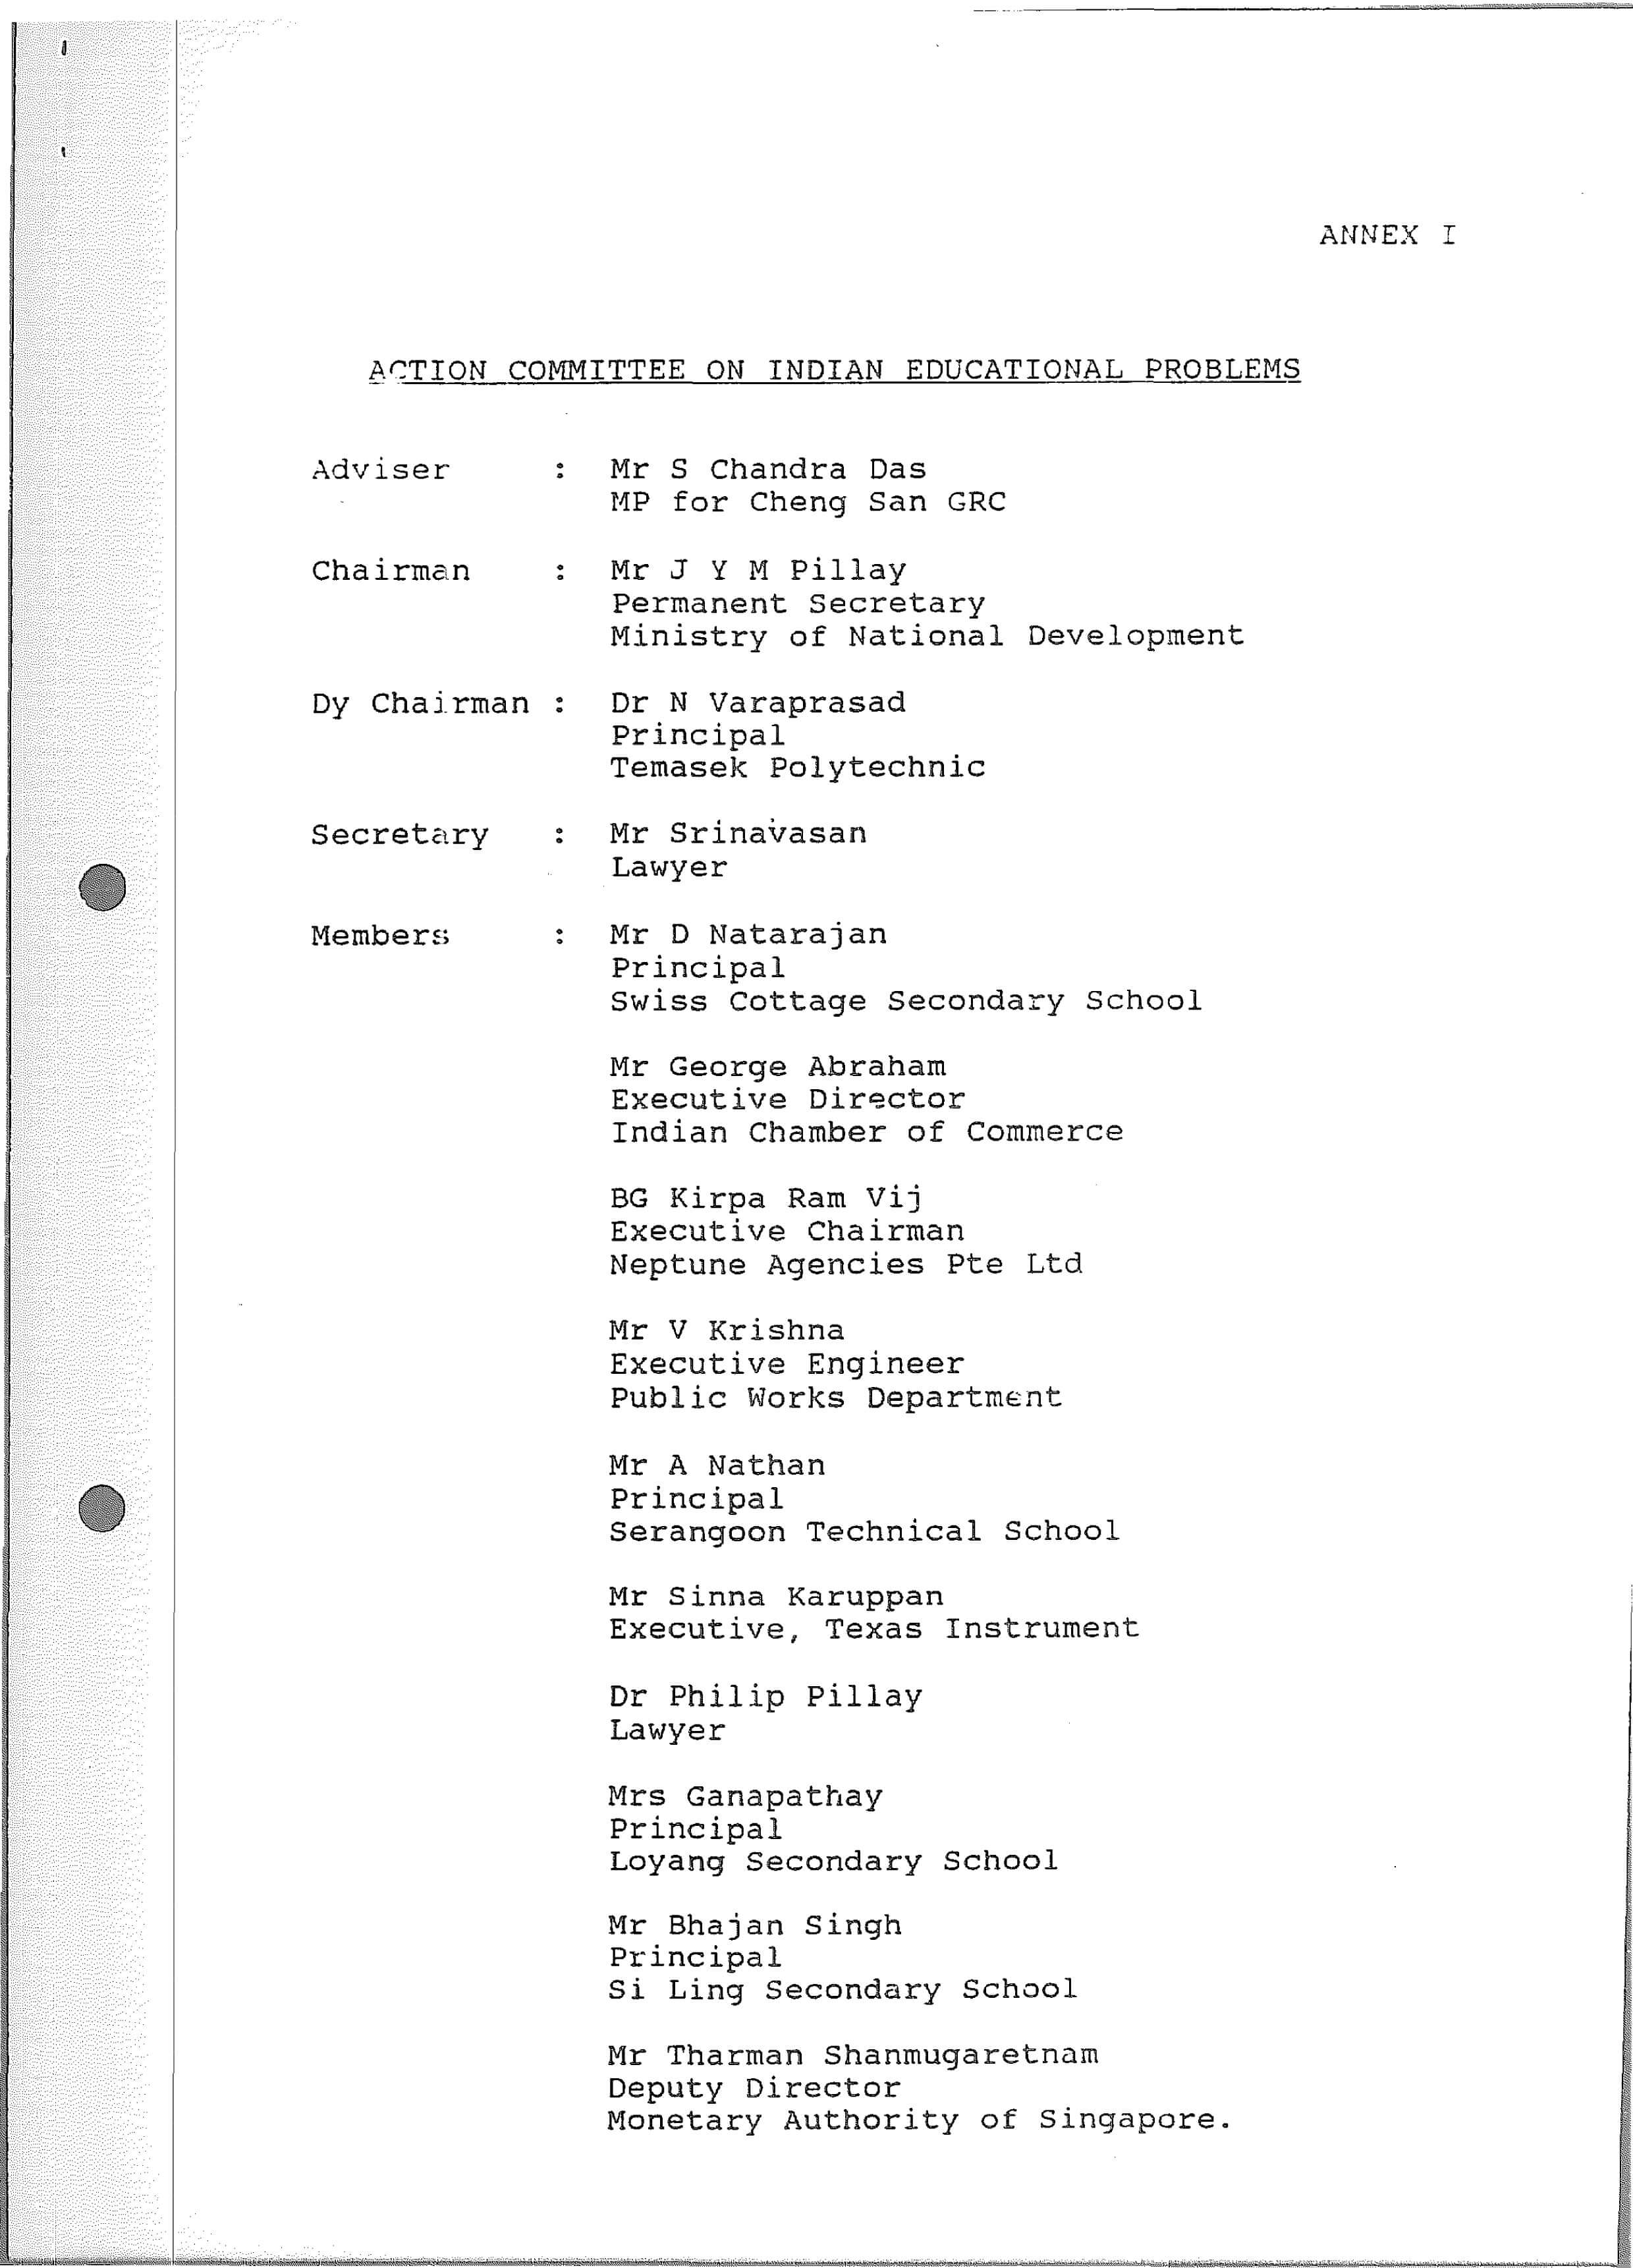 ANNEX I
ACTION COMMITTEE ON INDIAN EDUCATIONAL PROBLEMS
Adviser : Mr S Chandra Das
MP for Cheng San GRC
Chairman : Mr J Y M Pillay
Permanent Secretary
Ministry of National Development
Dy Chairman : Dr N Varaprasad
Principal
Temasek Polytechnic
Secretary : Mr Srinavasan
Lawyer
Members : Mr D Natarajan
Principal
Swiss Cottage Secondary School
Mr George Abraham
Executive Director
Indian Chamber of Commerce
BG Kirpa Ram Vij
Executive Chairman
Neptune Agencies Pte Ltd
Mr V Krishna
Executive Engineer
Public Works Department
Mr A Nathan
Principal
Serangoon Technical School
Mr Sinna Karuppan
Executive, Texas Instrument
Dr Philip Pillay
Lawyer
Mrs Ganapathay
Principal
Loyang Secondary School
Mr Bhajan Singh
Principal
Si Ling Secondary School
Mr Tharman Shanmugaretnam
Deputy Director
Monetary Authority of Singapore.